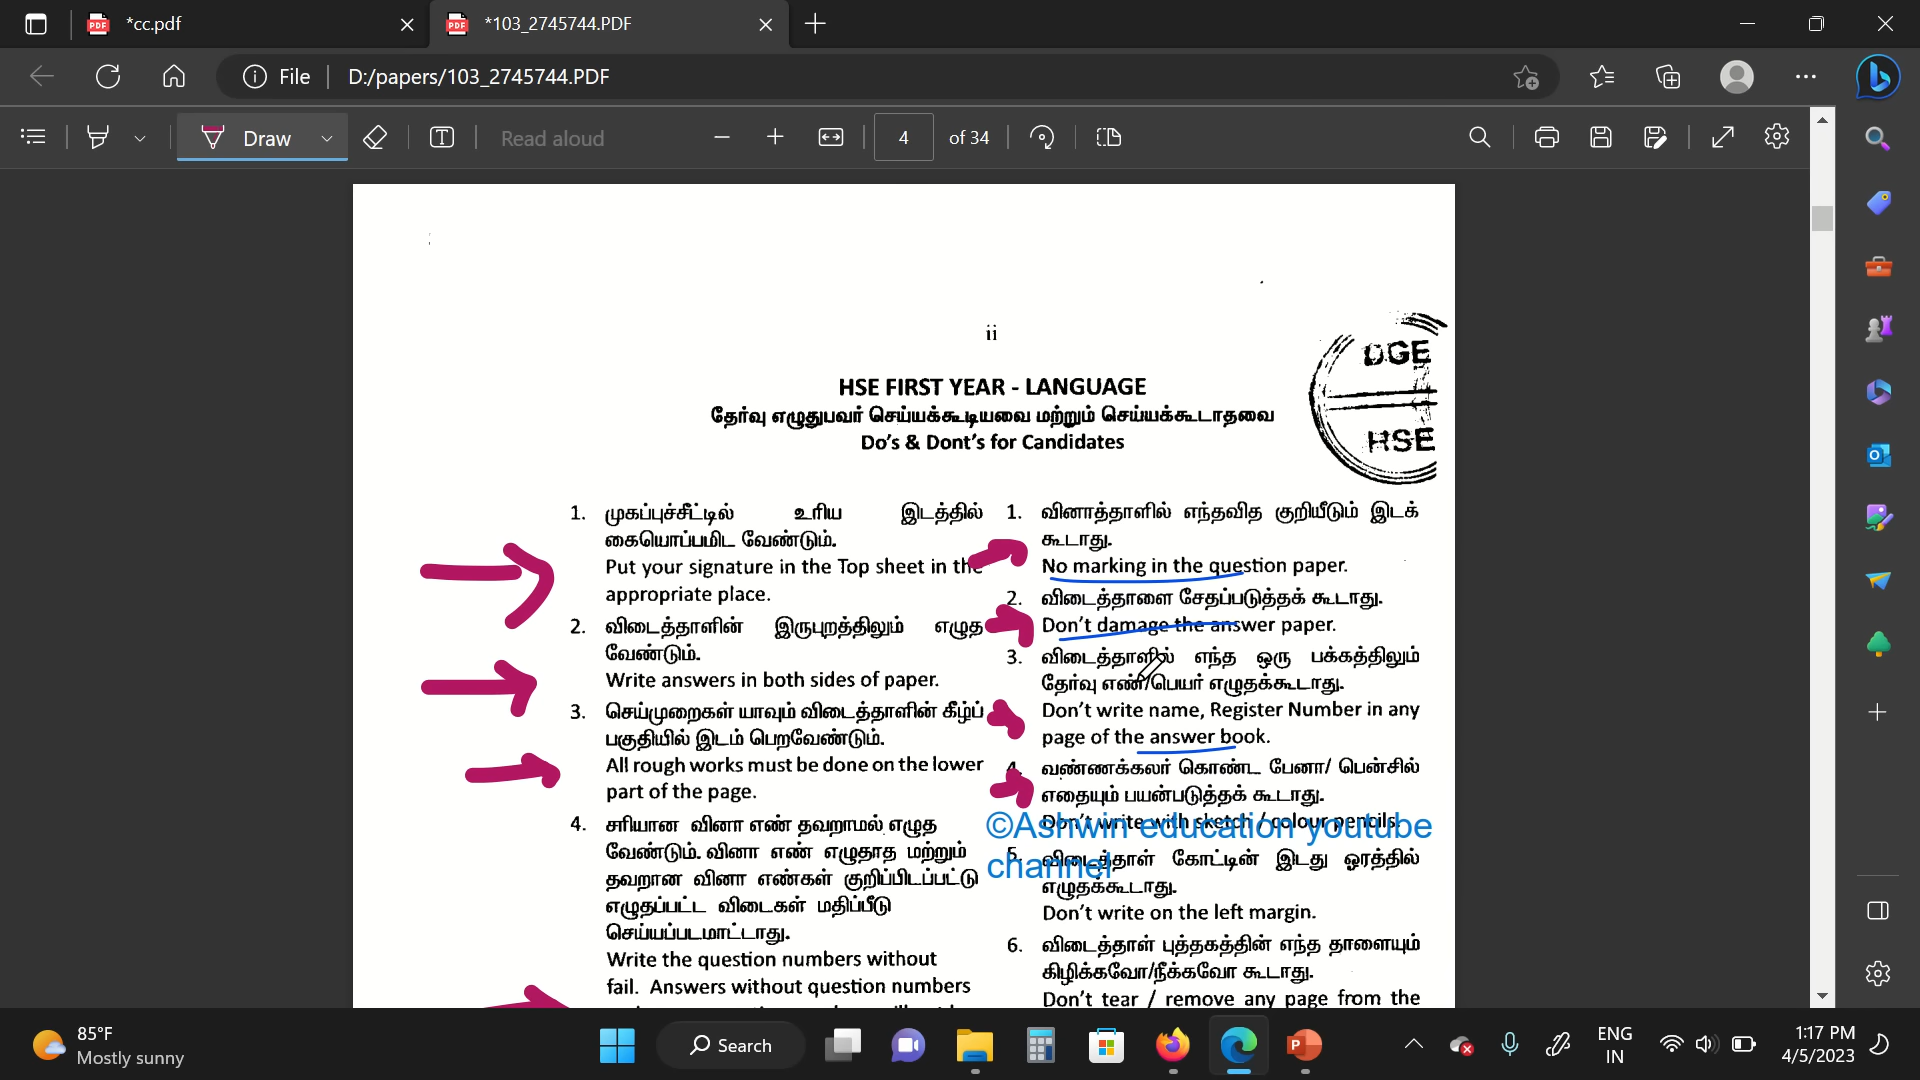 *cc.pdf
*103_2745744.PDF
File
D:/papers/103_2745744.PDF
Draw
Read aloud
4
of 34
ii
DGE
HSE
HSE FIRST YEAR - LANGUAGE
தேர்வு எழுதுபவர் செய்யக்கூடியவை மற்றும் செய்யக்கூடாதவை
Do's & Dont's for Candidates
1. முகப்புச்சீட்டில் உரிய இடத்தில்
கையொப்பமிட வேண்டும்.
Put your signature in the Top sheet in the
appropriate place.
2. விடைத்தாளின் இருபுறத்திலும் எழுத
வேண்டும்.
Write answers in both sides of paper.
3. செய்முறைகள் யாவும் விடைத்தாளின் கீழ்ப்
பகுதியில் இடம் பெறவேண்டும்.
All rough works must be done on the lower
part of the page.
4. சரியான வினா எண் தவறாமல் எழுத
வேண்டும். வினா எண் எழுதாத மற்றும்
தவறான வினா எண்கள் குறிப்பிடப்பட்டு
எழுதப்பட்ட விடைகள் மதிப்பீடு
செய்யப்படமாட்டாது.
Write the question numbers without
fail. Answers without question numbers
1. வினாத்தாளில் எந்தவித குறியீடும் இடக்
கூடாது.
No marking in the question paper.
2. விடைத்தாளை சேதப்படுத்தக் கூடாது.
Don't damage the answer paper.
3. விடைத்தாளில் எந்த ஒரு பக்கத்திலும்
தேர்வு எண்/பெயர் எழுதக்கூடாது.
Don't write name, Register Number in any
page of the answer book.
4. வண்ணக்கலர் கொண்ட பேனா/ பென்சில்
எதையும் பயன்படுத்தக் கூடாது.
Don't write with sketch / colour pencils.
©Ashwin education youtube
channel
5. விடைத்தாள் கோட்டின் இடது ஓரத்தில்
எழுதக்கூடாது.
Don't write on the left margin.
6. விடைத்தாள் புத்தகத்தின் எந்த தாளையும்
கிழிக்கவோ/நீக்கவோ கூடாது.
Don't tear / remove any page from the
85°F
Mostly sunny
Search
ENG
IN
1:17 PM
4/5/2023